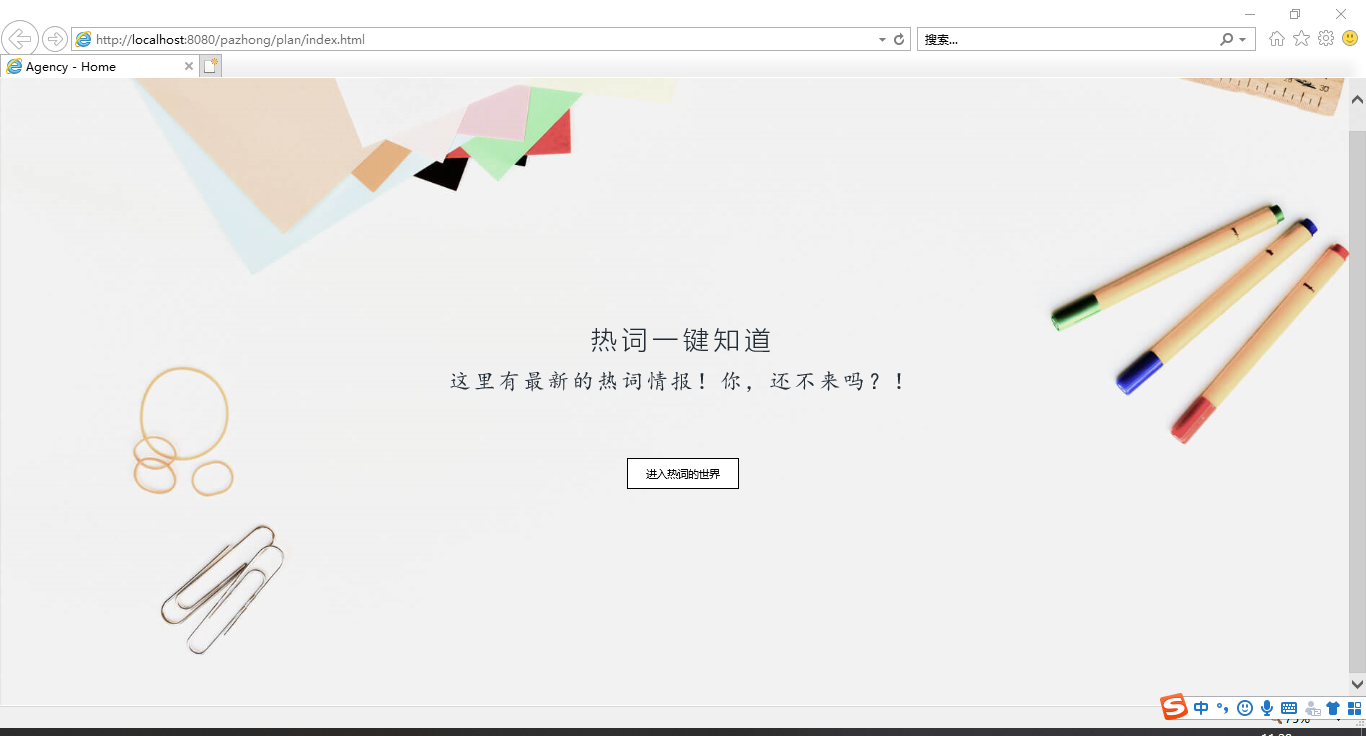 http://localhost:8080/pazhong/plan/index.html
搜索...
Agency - Home
30
热词一键知道
这里有最新的热词情报！你，还不来吗？！
进入热词的世界
中
75%